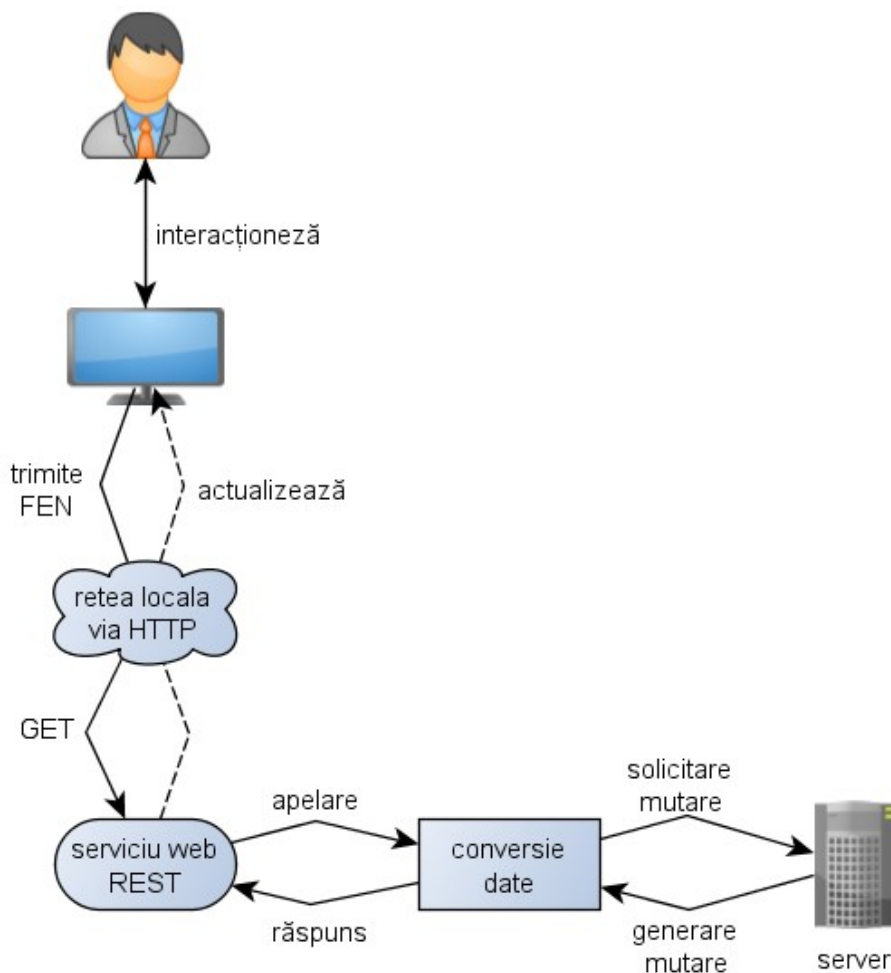 interacționeză
trimite
FEN
actualizează
retea locala
via HTTP
GET
solicitare
mutare
apelare
serviciu web
REST
conversie
date
răspuns
generare
mutare
server